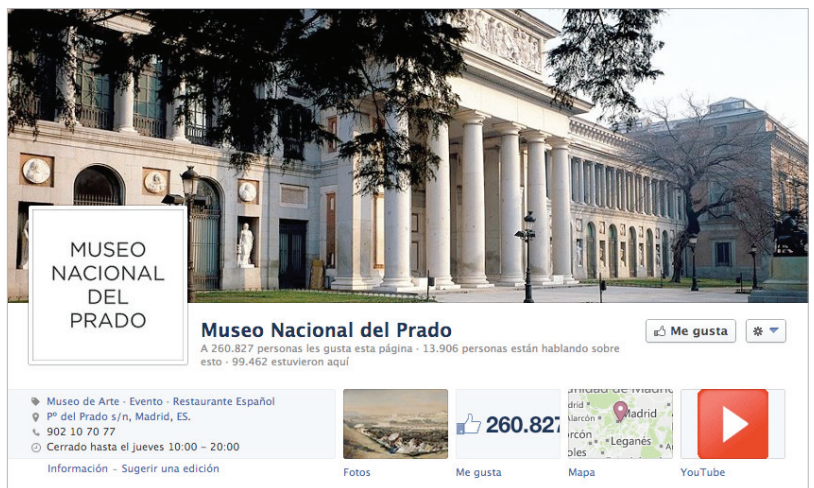 MUSEO
NACIONAL
DEL
PRADO
Museo Nacional del Prado
Me gusta
A 260.827 personas les gusta esta página · 13.906 personas están hablando sobre
esto · 99.462 estuvieron aquí
Museo de Arte · Evento · Restaurante Español
Pº del Prado s/n, Madrid, ES.
902 10 70 77
Cerrado hasta el jueves 10:00 – 20:00
Información - Sugerir una edición
Fotos
260.827
Me gusta
Madrid
Leganés
Mapa
YouTube